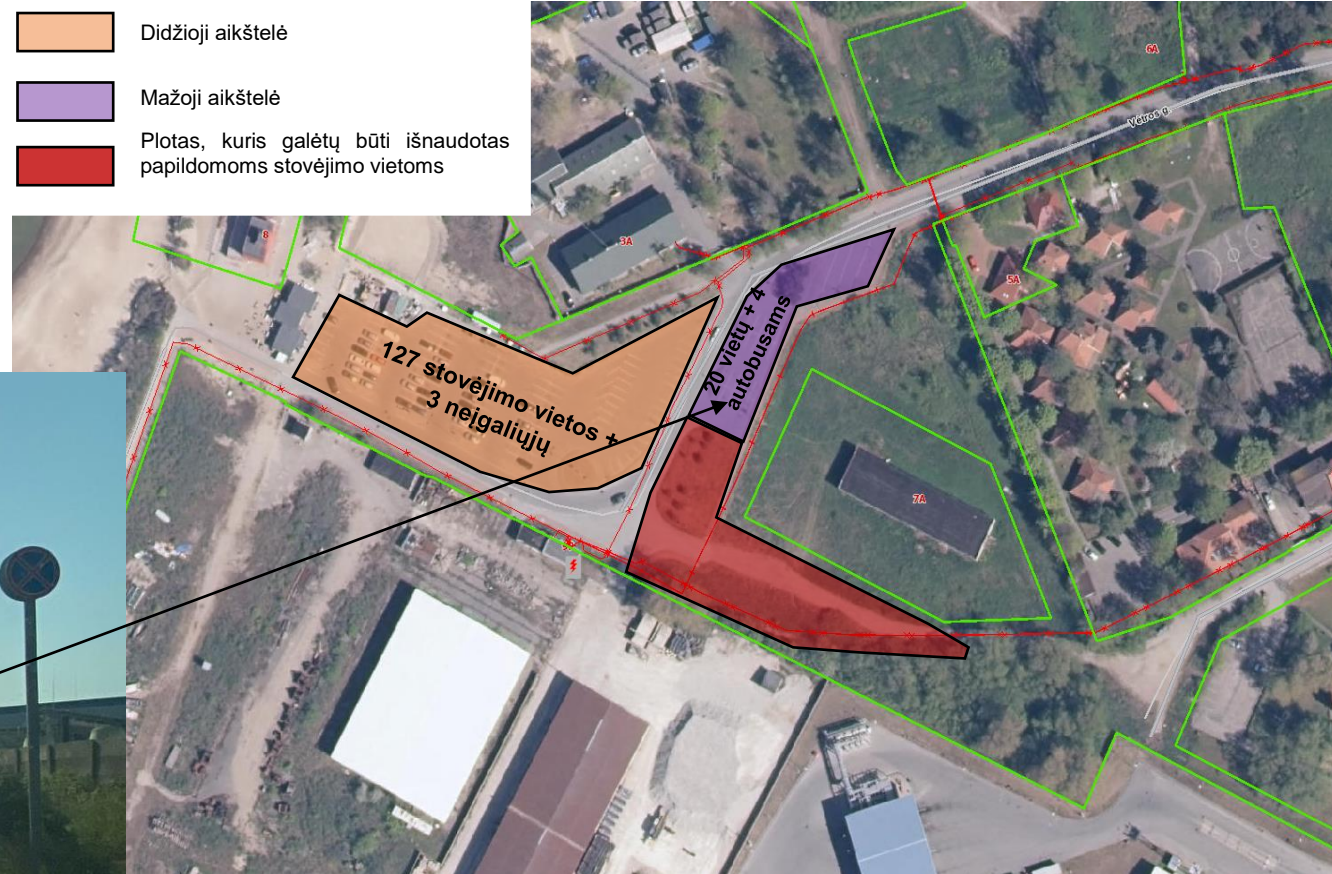 Didžioji aikštelė
Mažoji aikštelė
Plotas, kuris galėtų būti išnaudotas
papildomoms stovėjimo vietoms
6A
Vėtros g.
8
3A
5A
20 vietų + 4
autobusams
127 stovėjimo vietos +
3 neįgaliųjų
7A